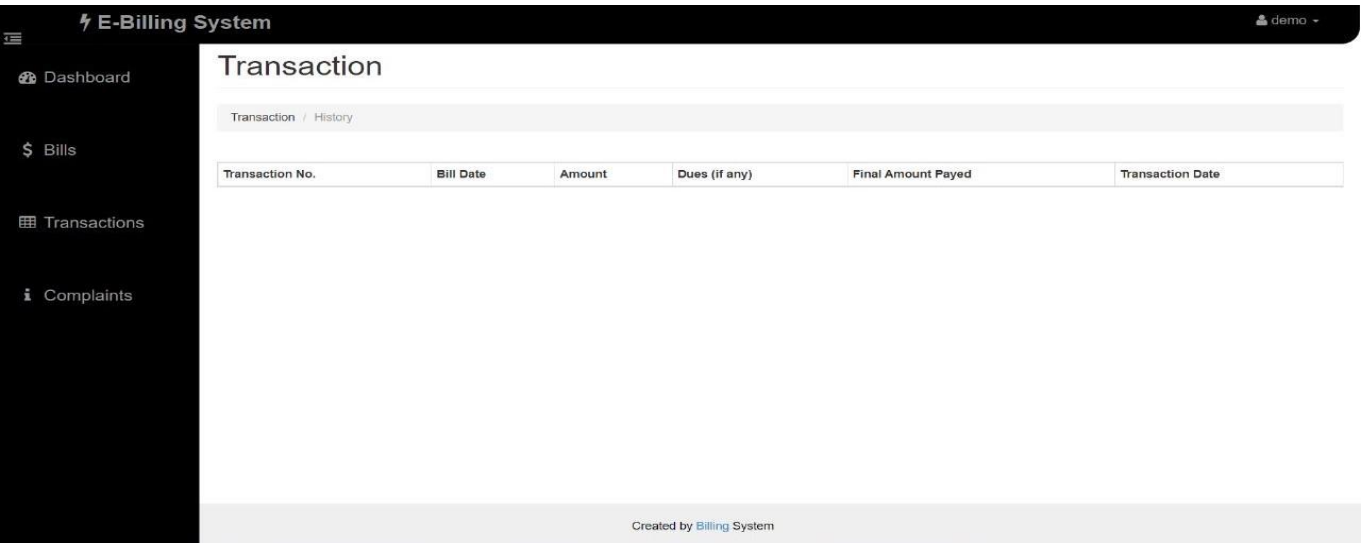 E-Billing System
demo
Dashboard
Bills
Transactions
Complaints
Transaction
Transaction / History
Transaction No. Bill Date Amount Dues (if any) Final Amount Payed Transaction Date
Created by Billing System